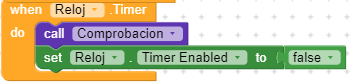 when Reloj .Timer
do call Comprobacion
set Reloj . Timer Enabled to false